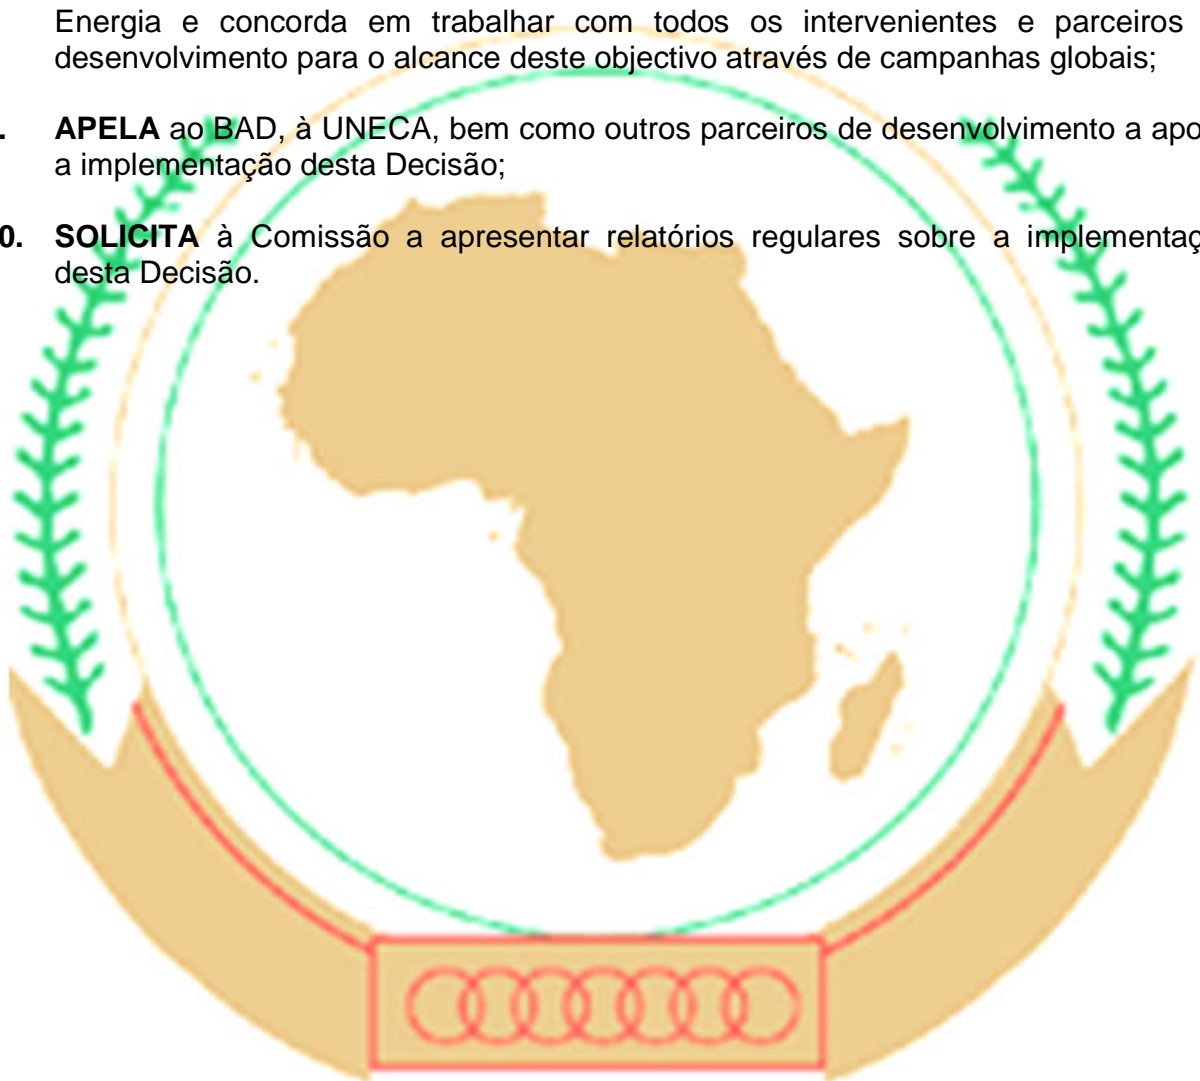 Energia e concorda em trabalhar com todos os intervenientes e parceiros
desenvolvimento para o alcance deste objectivo através de campanhas globais;
. APELA ao BAD, à UNECA, bem como outros parceiros de desenvolvimento a apo
a implementação desta Decisão;
0. SOLICITA à Comissão a apresentar relatórios regulares sobre a implementaç
desta Decisão.